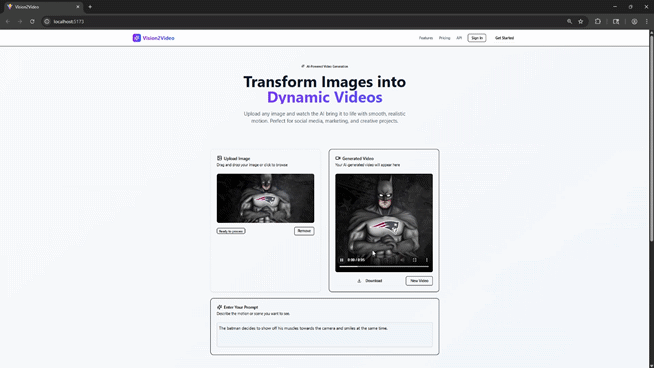 Vision2Video
localhost:5173
Vision2Video
Features
Pricing
API
Sign In
Get Started
AI-Powered Video Generation
Transform Images into
Dynamic Videos
Upload any image and watch the AI bring it to life with smooth, realistic
motion. Perfect for social media, marketing, and creative projects.
Upload Image
Drag and drop your image or click to browse
Ready to preview
Remove
Generated Video
Your AI-generated video will appear here
0:00 / 0:05
Download
New Video
Enter Your Prompt
Describe the motion or scene you want to see.
The batman decides to show off his muscles towards the camera and smiles at the same time.